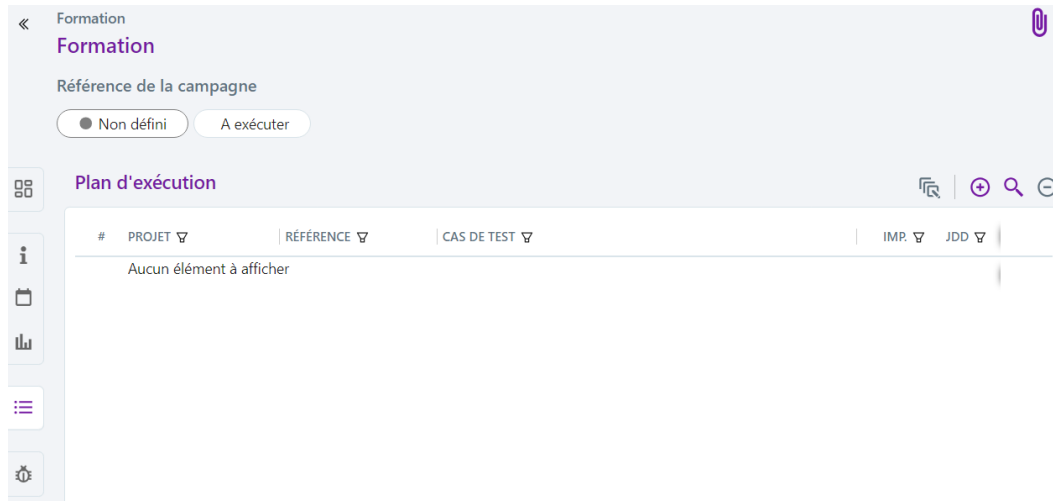 Formation
Formation
Référence de la campagne
Non défini A exécuter
Plan d'exécution
# PROJET RÉFÉRENCE CAS DE TEST IMP. JDD
Aucun élément à afficher